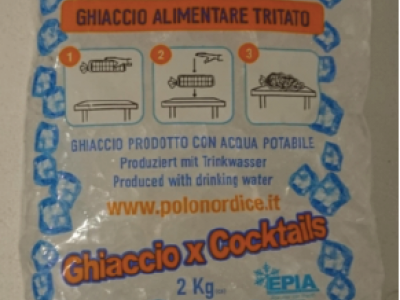 GHIACCIO ALIMENTARE TRITATO
1 2 3
GHIACCIO PRODOTTO CON ACQUA POTABILE
Produziert mit Trinkwasser
Produced with drinking water
www.polonordice.it
Ghiaccio x Cocktails
2 Kg
EPIA